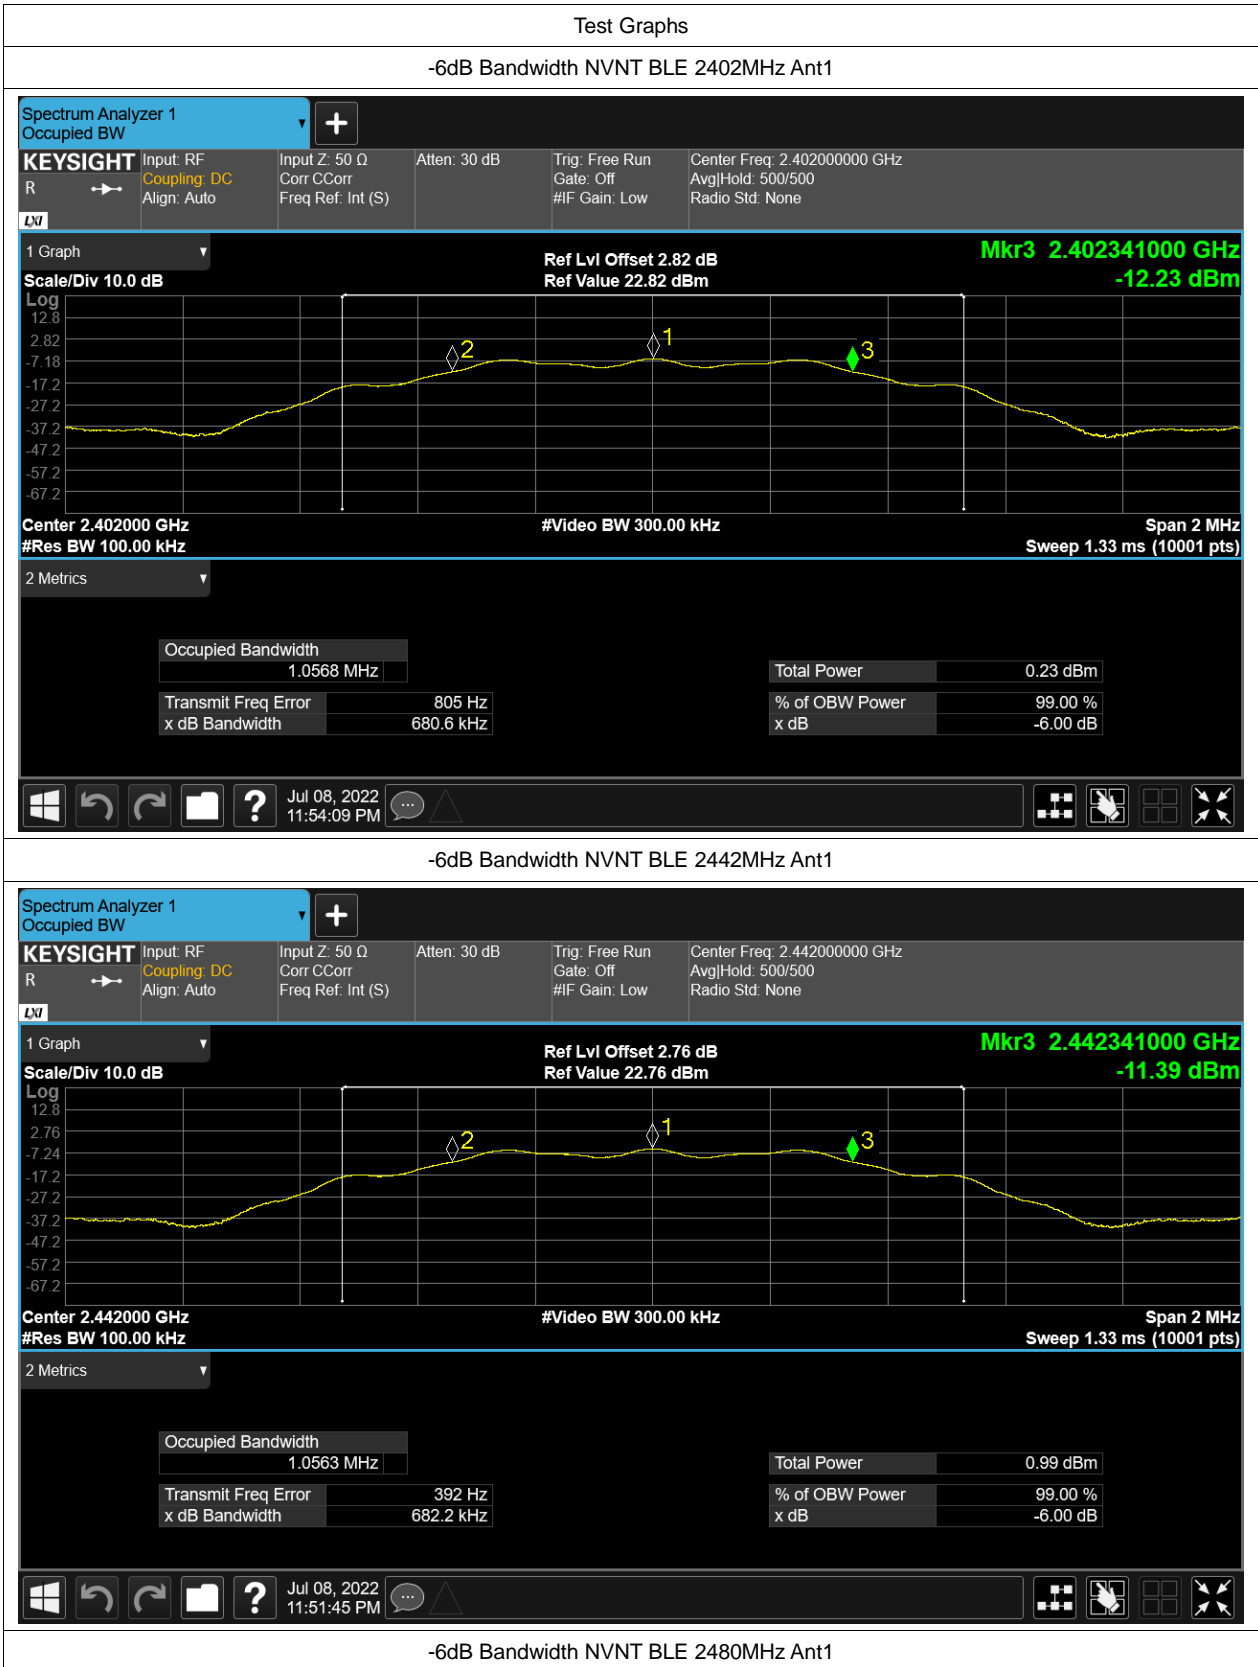 Test Graphs
-6dB Bandwidth NVNT BLE 2402MHz Ant1
Spectrum Analyzer 1
Occupied BW
KEYSIGHT Input: RF Input Z: 50 Ω Atten: 30 dB Trig: Free Run Center Freq: 2.402000000 GHz
R Coupling: DC Corr CCorr Gate: Off Avg|Hold: 500/500
Align: Auto Freq Ref: Int (S) #IF Gain: Low Radio Std: None
LXI
1 Graph Ref Lvl Offset 2.82 dB Mkr3 2.402341000 GHz
Scale/Div 10.0 dB Ref Value 22.82 dBm -12.23 dBm
Log
12.8
2.82
-7.18
-17.2
-27.2
-37.2
-47.2
-57.2
-67.2
2 1 3
Center 2.402000 GHz #Video BW 300.00 kHz Span 2 MHz
#Res BW 100.00 kHz Sweep 1.33 ms (10001 pts)
2 Metrics
Occupied Bandwidth
1.0568 MHz Total Power 0.23 dBm
Transmit Freq Error 805 Hz % of OBW Power 99.00 %
x dB Bandwidth 680.6 kHz x dB -6.00 dB
? Jul 08, 2022
11:54:09 PM
-6dB Bandwidth NVNT BLE 2442MHz Ant1
Spectrum Analyzer 1
Occupied BW
KEYSIGHT Input: RF Input Z: 50 Ω Atten: 30 dB Trig: Free Run Center Freq: 2.442000000 GHz
R Coupling: DC Corr CCorr Gate: Off Avg|Hold: 500/500
Align: Auto Freq Ref: Int (S) #IF Gain: Low Radio Std: None
LXI
1 Graph Ref Lvl Offset 2.76 dB Mkr3 2.442341000 GHz
Scale/Div 10.0 dB Ref Value 22.76 dBm -11.39 dBm
Log
12.8
2.76
-7.24
-17.2
-27.2
-37.2
-47.2
-57.2
-67.2
2 1 3
Center 2.442000 GHz #Video BW 300.00 kHz Span 2 MHz
#Res BW 100.00 kHz Sweep 1.33 ms (10001 pts)
2 Metrics
Occupied Bandwidth
1.0563 MHz Total Power 0.99 dBm
Transmit Freq Error 392 Hz % of OBW Power 99.00 %
x dB Bandwidth 682.2 kHz x dB -6.00 dB
? Jul 08, 2022
11:51:45 PM
-6dB Bandwidth NVNT BLE 2480MHz Ant1